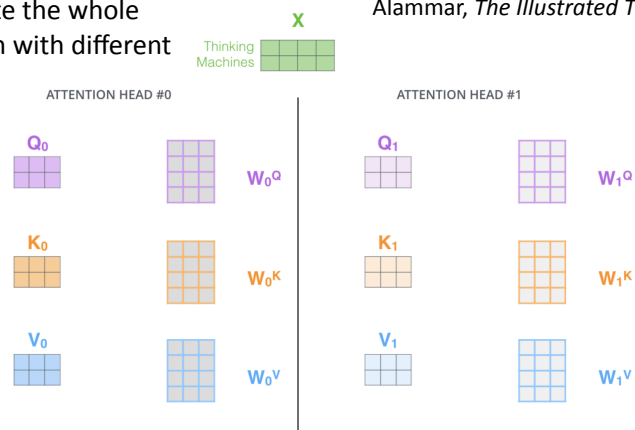 te the whole
n with different
Alammar, The Illustrated T
X
Thinking
Machines
ATTENTION HEAD #0
ATTENTION HEAD #1
Q₀
W₀Q
K₀
W₀K
V₀
W₀V
Q₁
W₁Q
K₁
W₁K
V₁
W₁V